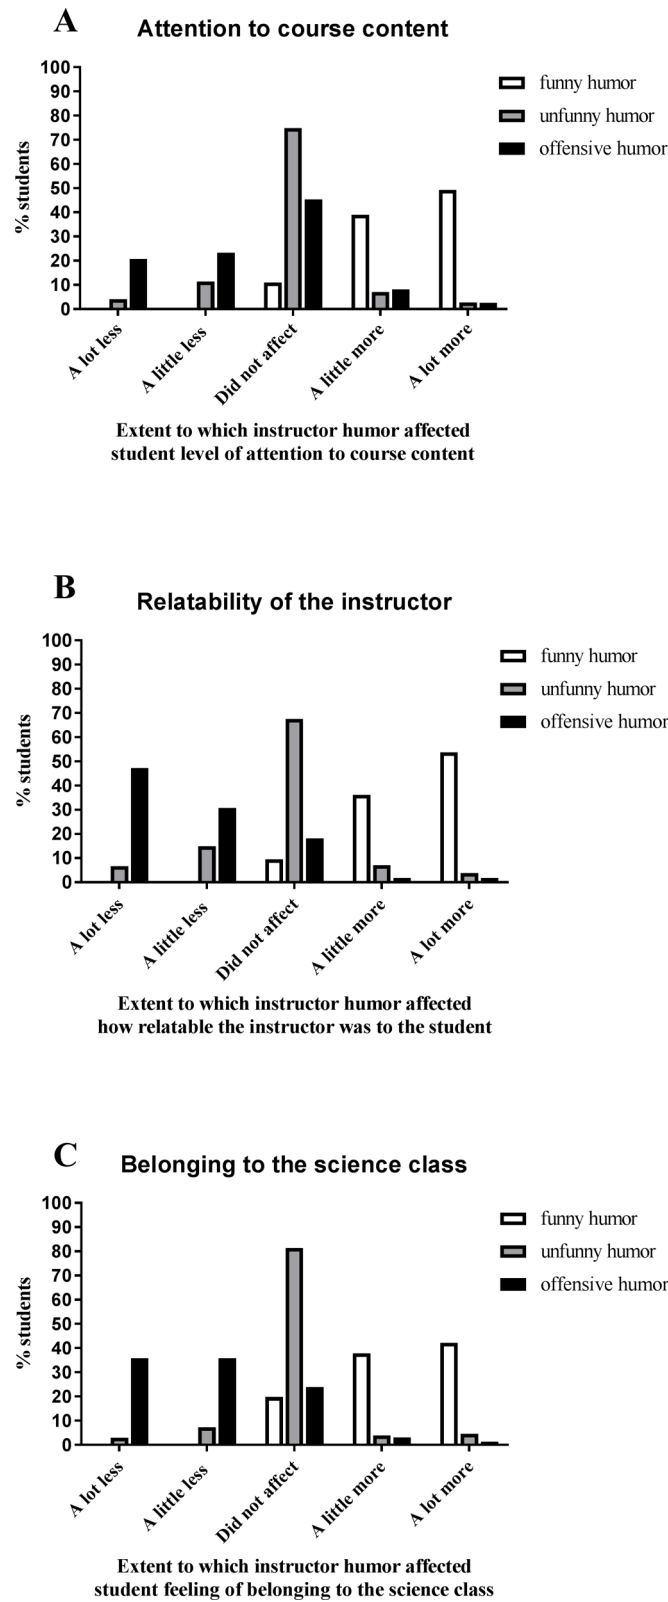 A
Attention to course content
100
90
80
70
60
50
40
30
20
10
0
% students
funny humor
unfunny humor
offensive humor
A lot less
A little less
Did not affect
A little more
A lot more
Extent to which instructor humor affected
student level of attention to course content
B
Relatability of the instructor
100
90
80
70
60
50
40
30
20
10
0
% students
funny humor
unfunny humor
offensive humor
A lot less
A little less
Did not affect
A little more
A lot more
Extent to which instructor humor affected
how relatable the instructor was to the student
C
Belonging to the science class
100
90
80
70
60
50
40
30
20
10
0
% students
funny humor
unfunny humor
offensive humor
A lot less
A little less
Did not affect
A little more
A lot more
Extent to which instructor humor affected
student feeling of belonging to the science class